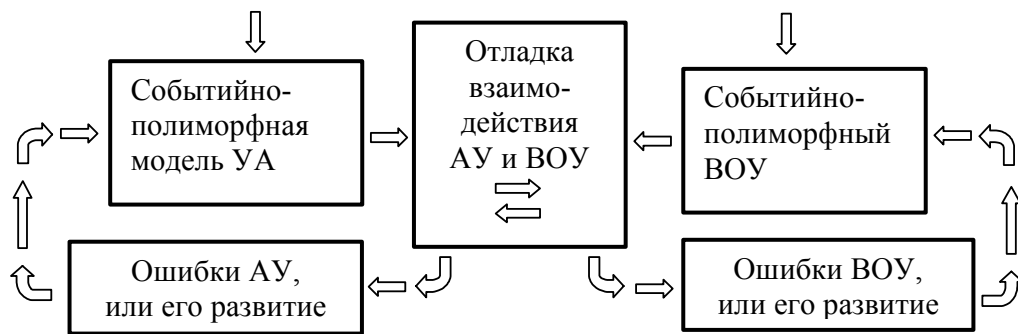 Событийно-
полиморфная
модель УА
Отладка
взаимо-
действия
АУ и ВОУ
Событийно-
полиморфный
ВОУ
Ошибки АУ,
или его развитие
Ошибки ВОУ,
или его развитие